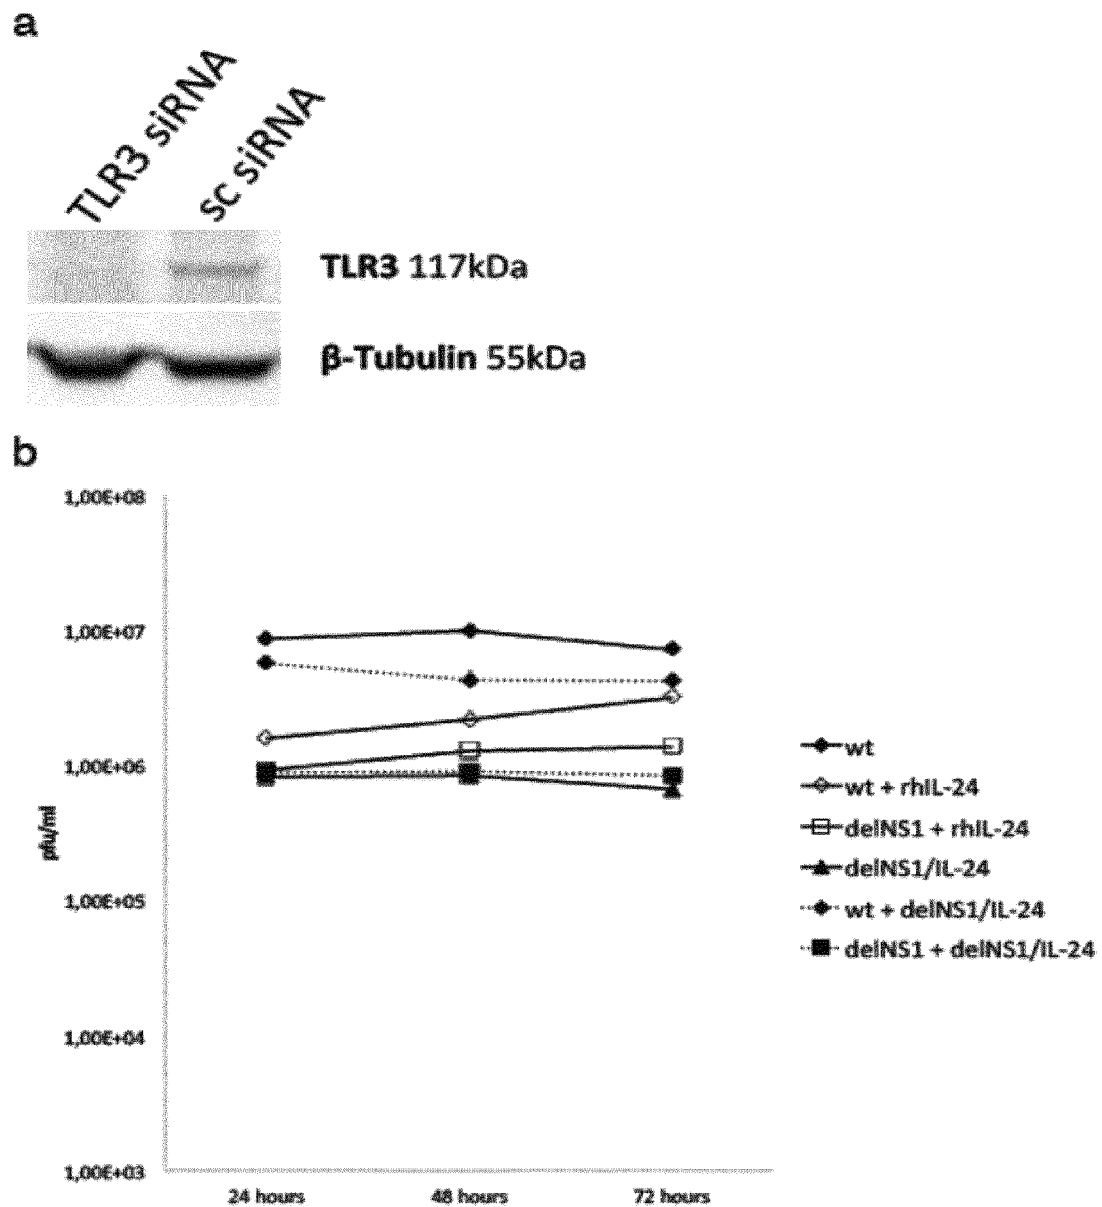 a
TLR3 siRNA
sc siRNA
TLR3 117kDa
β-Tubulin 55kDa
b
1,00E+08
1,00E+07
1,00E+06
1,00E+05
1,00E+04
1,00E+03
pfu/ml
24 hours
48 hours
72 hours
wt
wt + rhIL-24
delNS1 + rhIL-24
delNS1/IL-24
wt + delNS1/IL-24
delNS1 + delNS1/IL-24